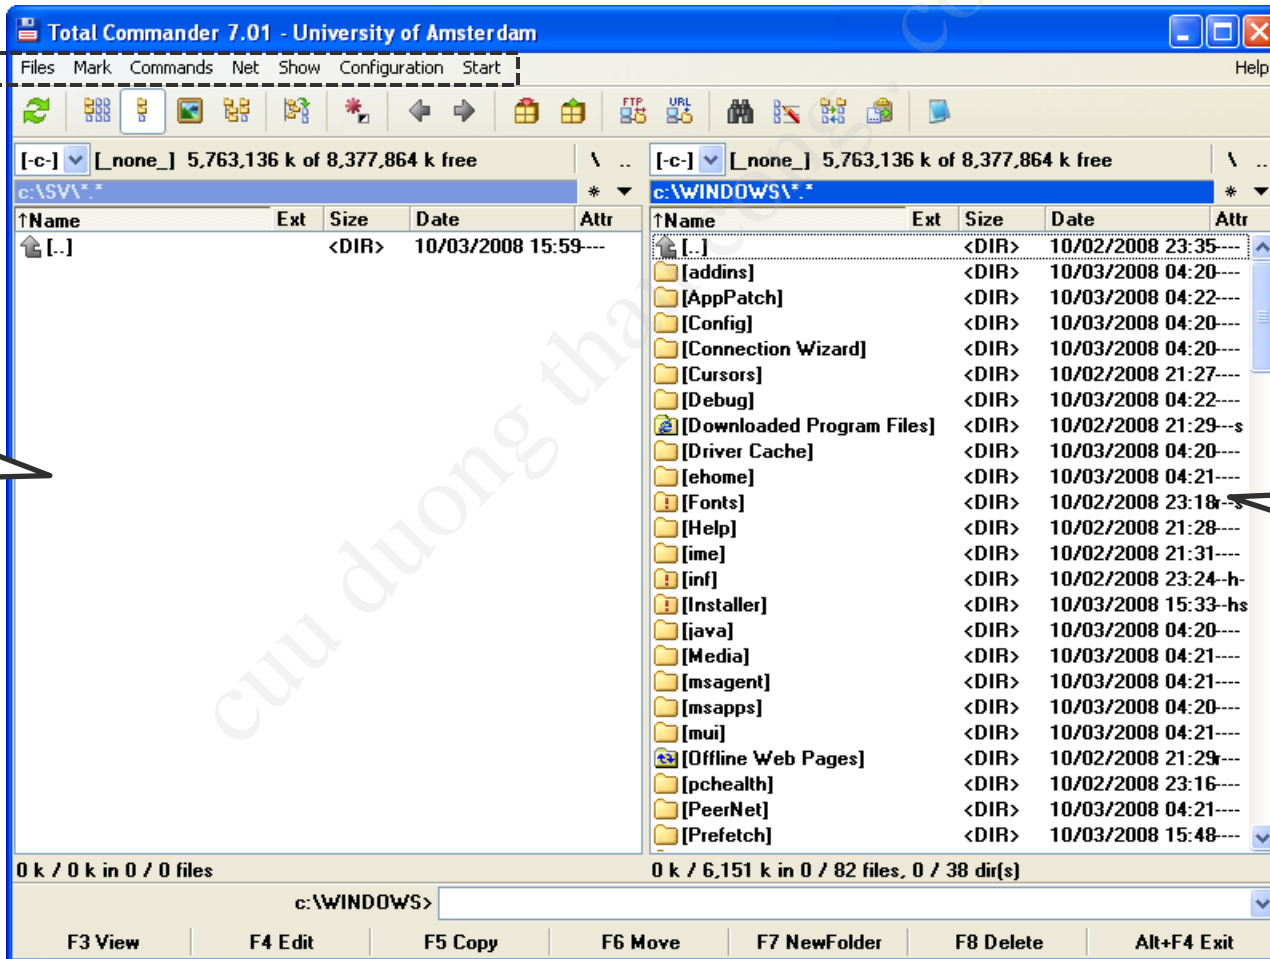 Total Commander 7.01 - University of Amsterdam
Files Mark Commands Net Show Configuration Start Help
FTP URL
[-c-] [_none_] 5,763,136 k of 8,377,864 k free \ ..
[-c-] [_none_] 5,763,136 k of 8,377,864 k free \ ..
c:\SV\*.* * ▼
c:\WINDOWS\*.* * ▼
↑Name Ext Size Date Attr
[..] <DIR> 10/03/2008 15:59----
↑Name Ext Size Date Attr
[..] <DIR> 10/02/2008 23:35----
[addins] <DIR> 10/03/2008 04:20----
[AppPatch] <DIR> 10/03/2008 04:22----
[Config] <DIR> 10/03/2008 04:20----
[Connection Wizard] <DIR> 10/03/2008 04:20----
[Cursors] <DIR> 10/02/2008 21:27----
[Debug] <DIR> 10/03/2008 04:22----
[Downloaded Program Files] <DIR> 10/02/2008 21:29---s
[Driver Cache] <DIR> 10/03/2008 04:20----
[ehome] <DIR> 10/03/2008 04:21----
[Fonts] <DIR> 10/02/2008 23:18r--s
[Help] <DIR> 10/02/2008 21:28----
[ime] <DIR> 10/02/2008 21:31----
[inf] <DIR> 10/02/2008 23:24--h-
[Installer] <DIR> 10/03/2008 15:33--hs
[java] <DIR> 10/03/2008 04:20----
[Media] <DIR> 10/03/2008 04:21----
[msagent] <DIR> 10/03/2008 04:21----
[msapps] <DIR> 10/03/2008 04:20----
[mui] <DIR> 10/03/2008 04:21----
[Offline Web Pages] <DIR> 10/02/2008 21:29r---
[pchealth] <DIR> 10/02/2008 23:16----
[PeerNet] <DIR> 10/03/2008 04:21----
[Prefetch] <DIR> 10/03/2008 15:48----
0 k / 0 k in 0 / 0 files
0 k / 6,151 k in 0 / 82 files, 0 / 38 dir(s)
c:\WINDOWS>
F3 View F4 Edit F5 Copy F6 Move F7 NewFolder F8 Delete Alt+F4 Exit
cuu duong than cong . co